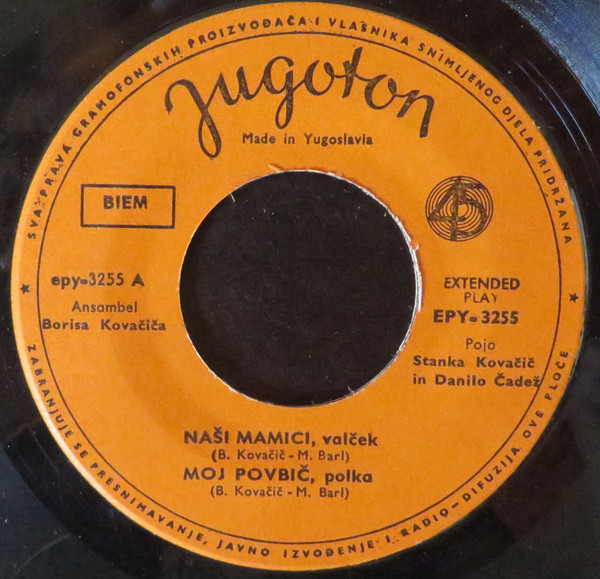 SVA PRAVA GRAMOFONSKIH PROIZVOĐAČA I VLASNIKA SNIMLJENOG DJELA PRIDRŽANA
Jugoton
Made in Yugoslavia
BIEM
45
epy-3255 A
Ansambel
Borisa Kovačiča
EXTENDED
PLAY
EPY-3255
Pojo
Stanka Kovačič
in Danilo Čadež
NAŠI MAMICI, valček
(B. Kovačič - M. Barl)
MOJ POVBIČ, polka
(B. Kovačič - M. Barl)
ZABRANJUJE SE PRESNIMAVANJE, JAVNO IZVOĐENJE I RADIO-DIFUZIJA OVE PLOČE